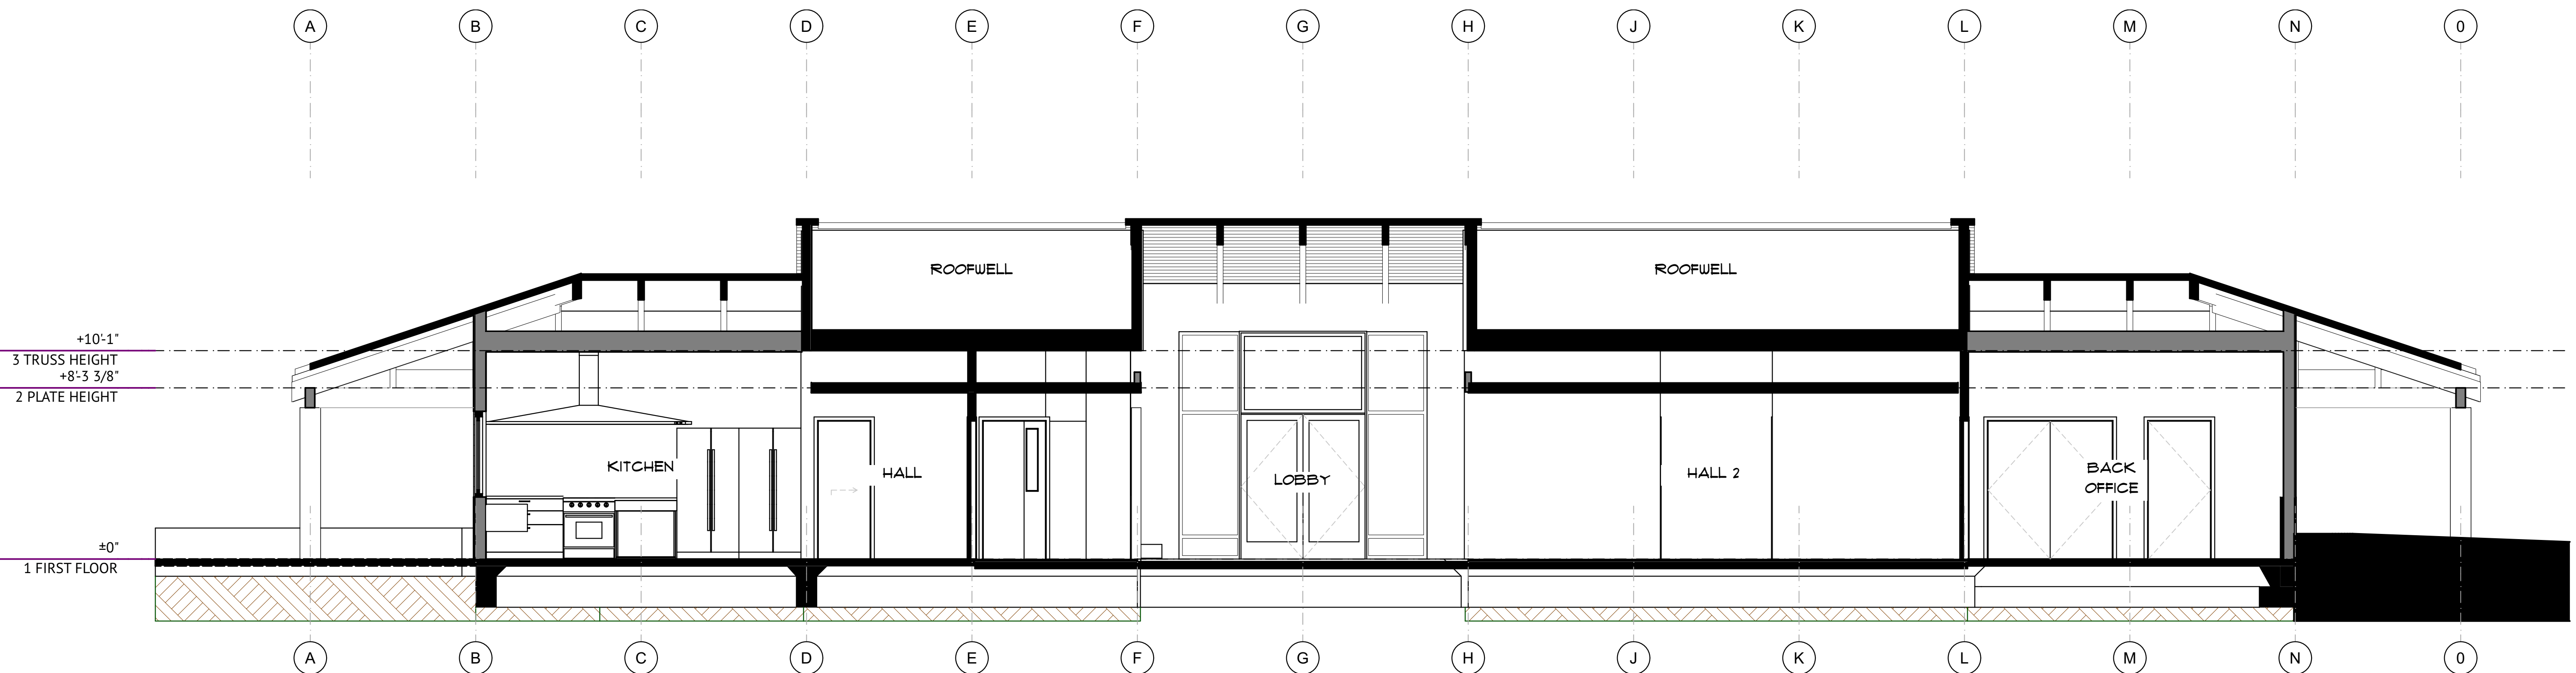 A B C D E F G H J K L M N 0
ROOFWELL
ROOFWELL
+10'-1"
3 TRUSS HEIGHT
+8'-3 3/8"
2 PLATE HEIGHT
KITCHEN
HALL
LOBBY
HALL 2
BACK
OFFICE
±0"
1 FIRST FLOOR
A B C D E F G H J K L M N 0